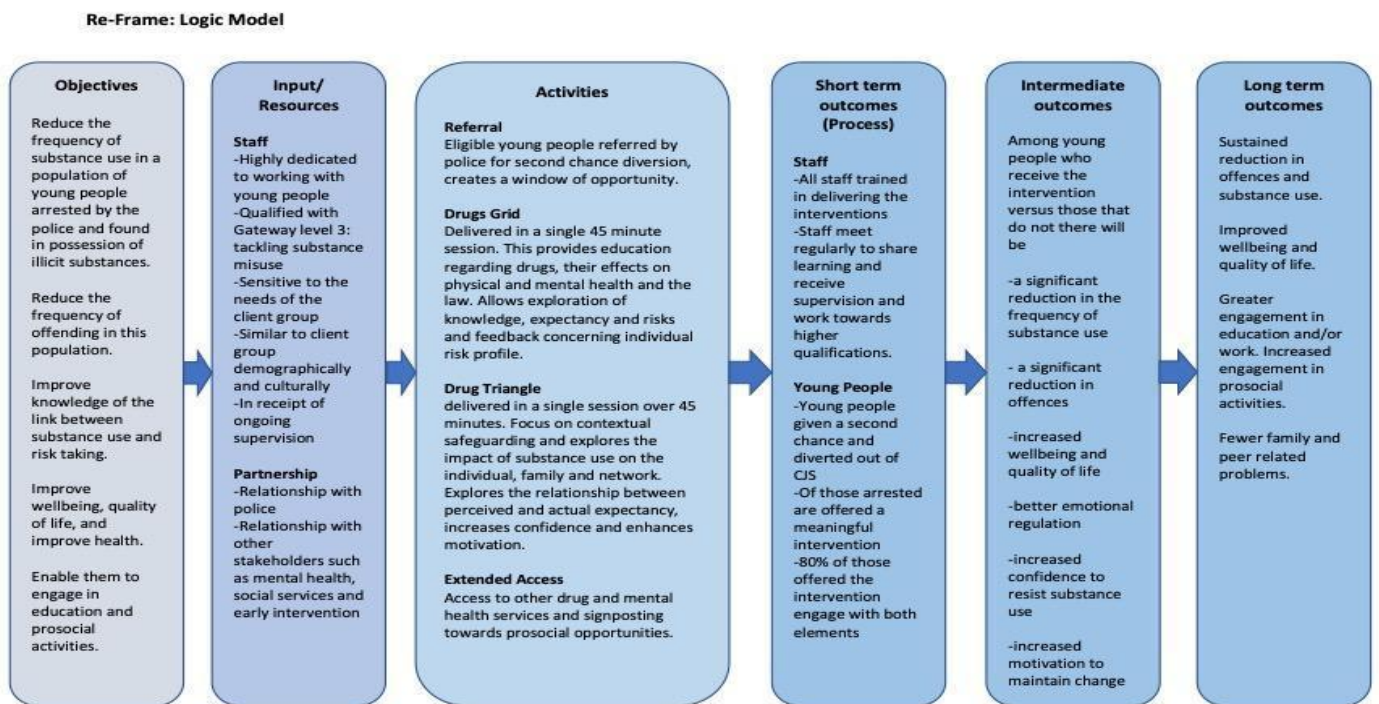 Re-Frame: Logic Model
Objectives
Reduce the
frequency of
substance use in a
population of
young people
arrested by the
police and found
in possession of
illicit substances.
Reduce the
frequency of
offending in this
population.
Improve
knowledge of the
link between
substance use and
risk taking.
Improve
wellbeing, quality
of life, and
improve health.
Enable them to
engage in
education and
prosocial
activities.
Input/
Resources
Staff
-Highly dedicated
to working with
young people
-Qualified with
Gateway level 3:
tackling substance
misuse
-Sensitive to the
needs of the
client group
-Similar to client
group
demographically
and culturally
-In receipt of
ongoing
supervision
Partnership
-Relationship with
police
-Relationship with
other
stakeholders such
as mental health,
social services and
early intervention
Activities
Referral
Eligible young people referred by
police for second chance diversion,
creates a window of opportunity.
Drugs Grid
Delivered in a single 45 minute
session. This provides education
regarding drugs, their effects on
physical and mental health and the
law. Allows exploration of
knowledge, expectancy and risks
and feedback concerning individual
risk profile.
Drug Triangle
delivered in a single session over 45
minutes. Focus on contextual
safeguarding and explores the
impact of substance use on the
individual, family and network.
Explores the relationship between
perceived and actual expectancy,
increases confidence and enhances
motivation.
Extended Access
Access to other drug and mental
health services and signposting
towards prosocial opportunities.
Short term
outcomes
(Process)
Staff
-All staff trained
in delivering the
interventions
-Staff meet
regularly to share
learning and
receive
supervision and
work towards
higher
qualifications.
Young People
-Young people
given a second
chance and
diverted out of
CJS
-Of those arrested
are offered a
meaningful
intervention
-80% of those
offered the
intervention
engage with both
elements
Intermediate
outcomes
Among young
people who
receive the
intervention
versus those that
do not there will
be
-a significant
reduction in the
frequency of
substance use
- a significant
reduction in
offences
-increased
wellbeing and
quality of life
-better emotional
regulation
-increased
confidence to
resist substance
use
-increased
motivation to
maintain change
Long term
outcomes
Sustained
reduction in
offences and
substance use.
Improved
wellbeing and
quality of life.
Greater
engagement in
education and/or
work. Increased
engagement in
prosocial
activities.
Fewer family and
peer related
problems.